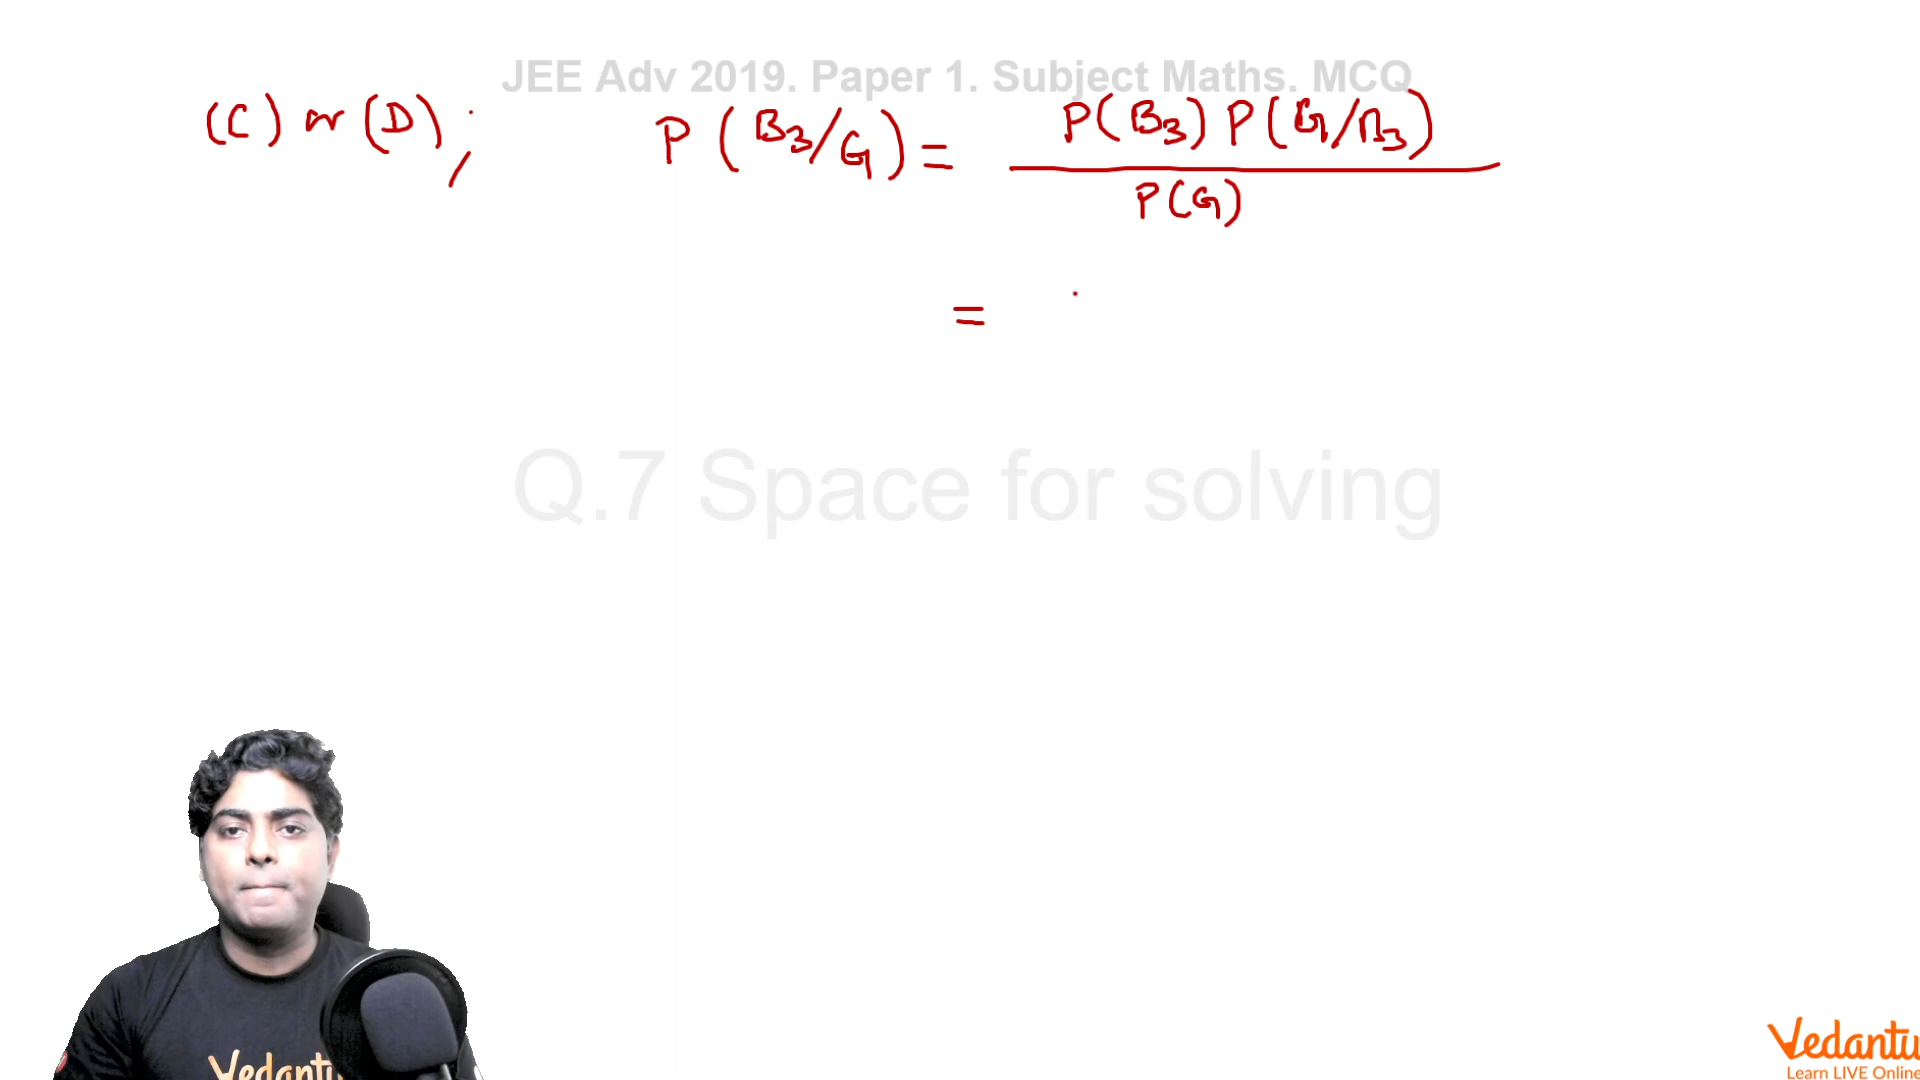 JEE Adv 2019. Paper 1. Subject Maths. MCQ
(C) or (D), ; P (B3/G) = P(B3) P(G/B3)
P(G)
=
Q.7 Space for solving
Vedantu
Vedantu
Learn LIVE Online